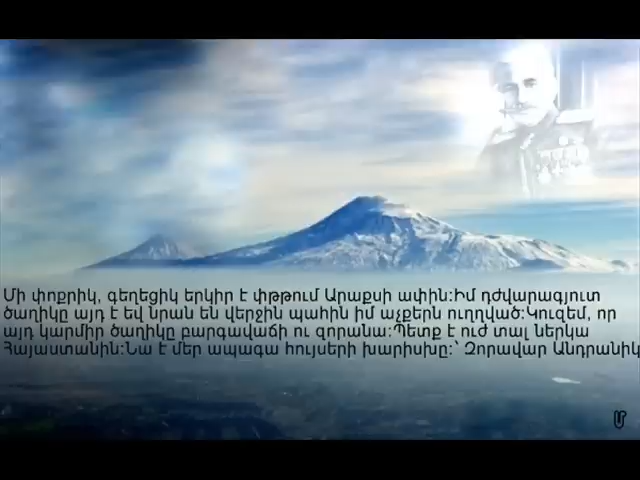 Մի փոքրիկ, գեղեցիկ երկիր է փթթում Արաքսի ափին:Իմ դժվարագյուտ
ծաղիկը այդ է եվ նրան են վերջին պահին իմ աչքերն ուղղված:Կուզեմ, որ
այդ կարմիր ծաղիկը բարգավաճի ու զորանա:Պետք է ուժ տալ ներկա
Հայաստանին:Նա է մեր ապագա հույսերի խարիսխը:՝ Զորավար Անդրանիկ